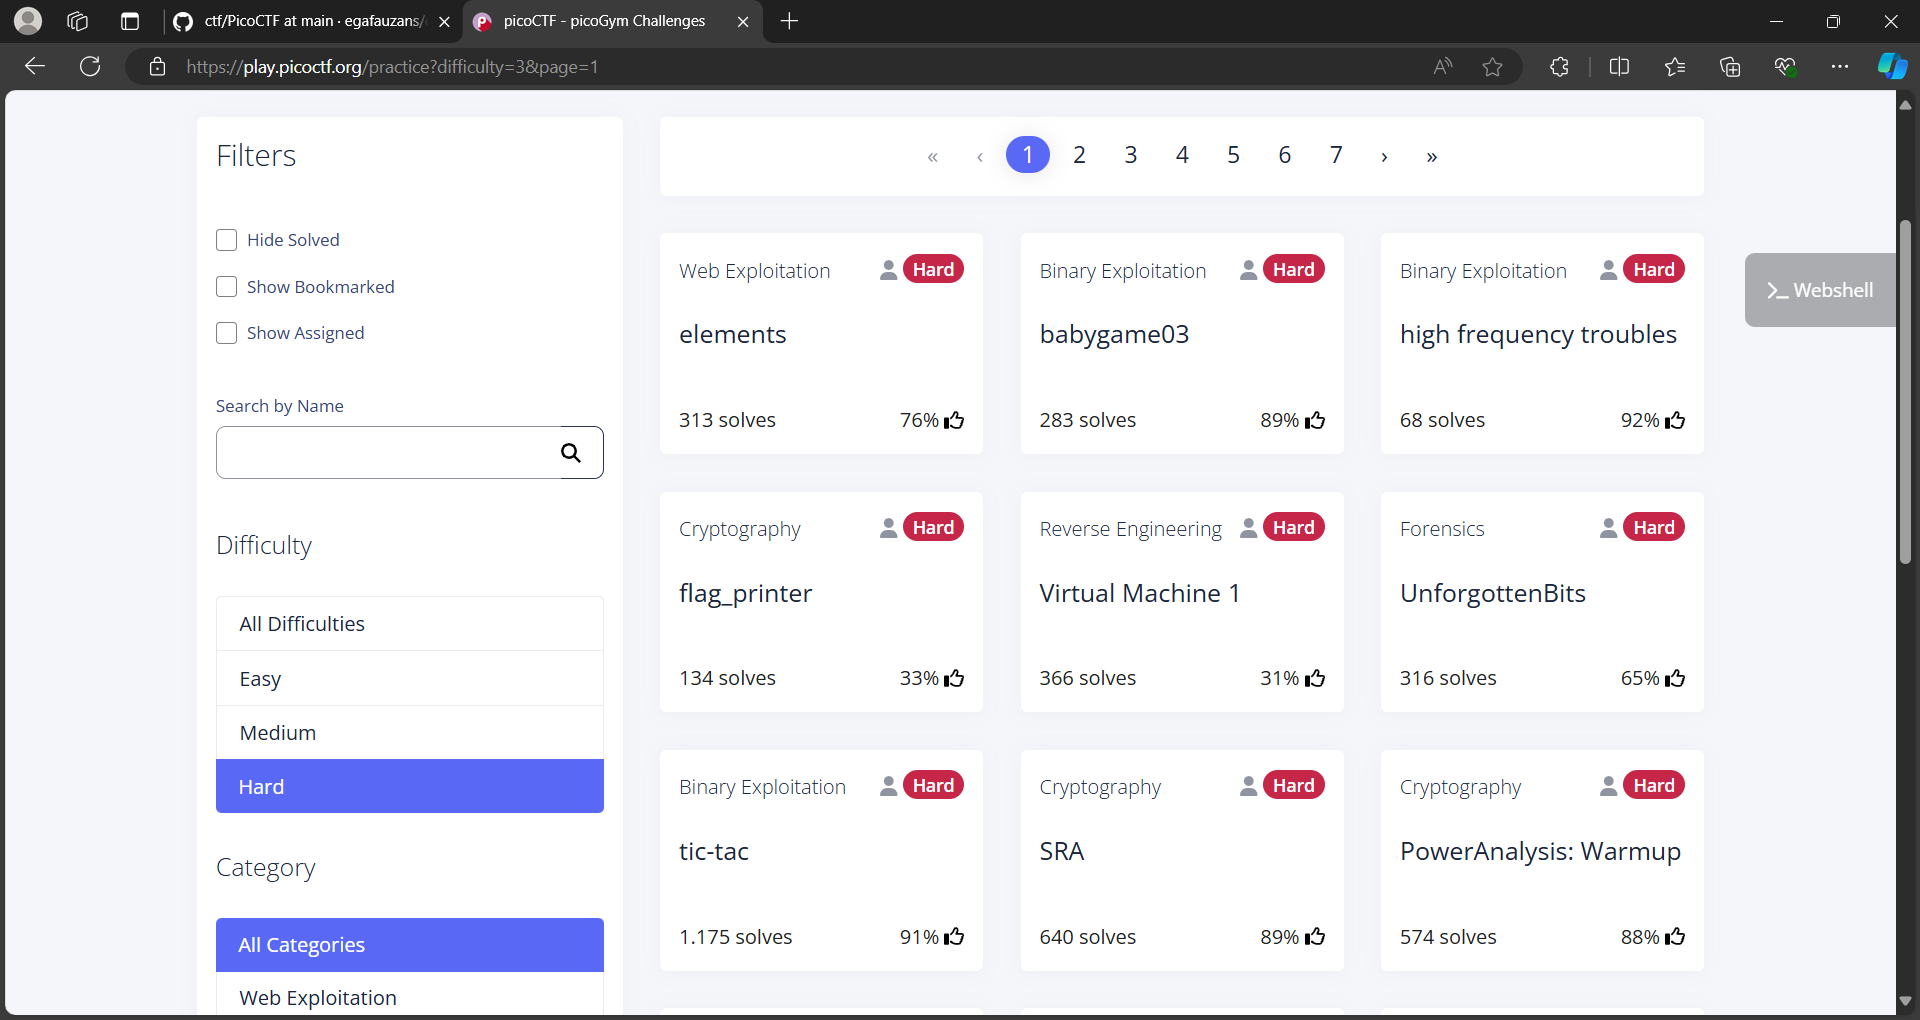 ctf/PicoCTF at main · egafauzans/
picoCTF - picoGym Challenges
https://play.picoctf.org/practice?difficulty=3&page=1
Filters
Hide Solved
Show Bookmarked
Show Assigned
Search by Name
Difficulty
All Difficulties
Easy
Medium
Hard
Category
All Categories
Web Exploitation
« ‹ 1 2 3 4 5 6 7 › »
Web Exploitation Hard
elements
313 solves 76%
Binary Exploitation Hard
babygame03
283 solves 89%
Binary Exploitation Hard
high frequency troubles
68 solves 92%
Cryptography Hard
flag_printer
134 solves 33%
Reverse Engineering Hard
Virtual Machine 1
366 solves 31%
Forensics Hard
UnforgottenBits
316 solves 65%
Binary Exploitation Hard
tic-tac
1.175 solves 91%
Cryptography Hard
SRA
640 solves 89%
Cryptography Hard
PowerAnalysis: Warmup
574 solves 88%
>_ Webshell